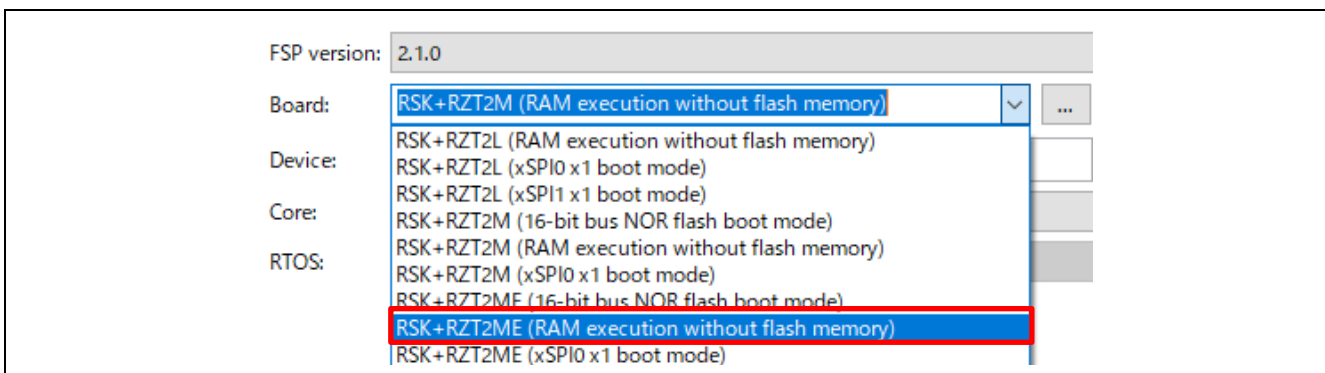 FSP version: 2.1.0
Board: RSK+RZT2M (RAM execution without flash memory) ...
RSK+RZT2L (RAM execution without flash memory)
Device:
RSK+RZT2L (xSPI0 x1 boot mode)
RSK+RZT2L (xSPI1 x1 boot mode)
Core:
RSK+RZT2M (16-bit bus NOR flash boot mode)
RSK+RZT2M (RAM execution without flash memory)
RTOS:
RSK+RZT2M (xSPI0 x1 boot mode)
RSK+RZT2ME (16-bit bus NOR flash boot mode)
RSK+RZT2ME (RAM execution without flash memory)
RSK+RZT2ME (xSPI0 x1 boot mode)